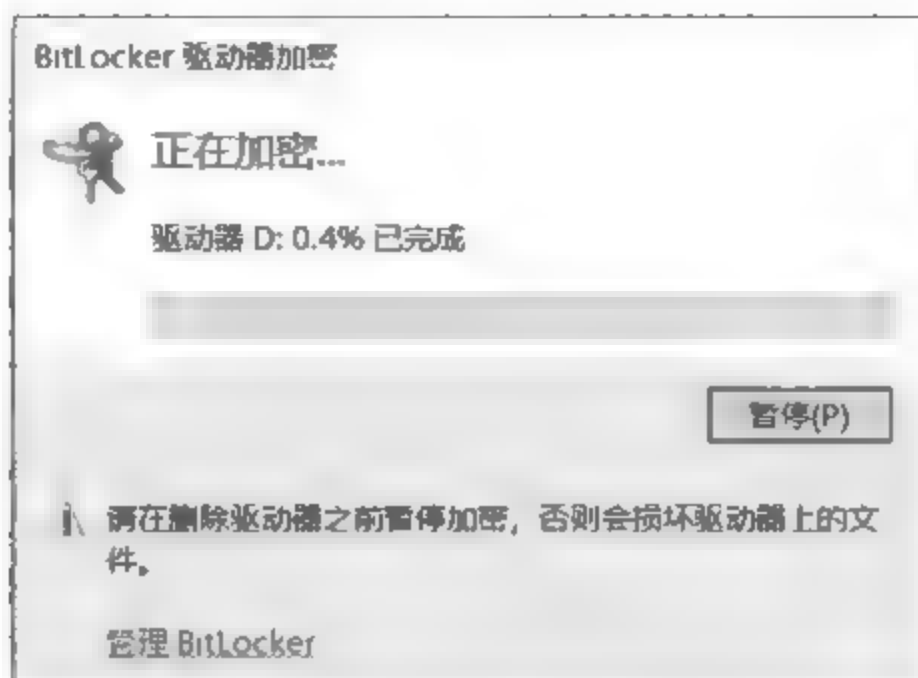 BitLocker 驱动器加密
正在加密...
驱动器 D: 0.4% 已完成
暂停(P)
请在删除驱动器之前暂停加密，否则会损坏驱动器上的文
件。
管理 BitLocker